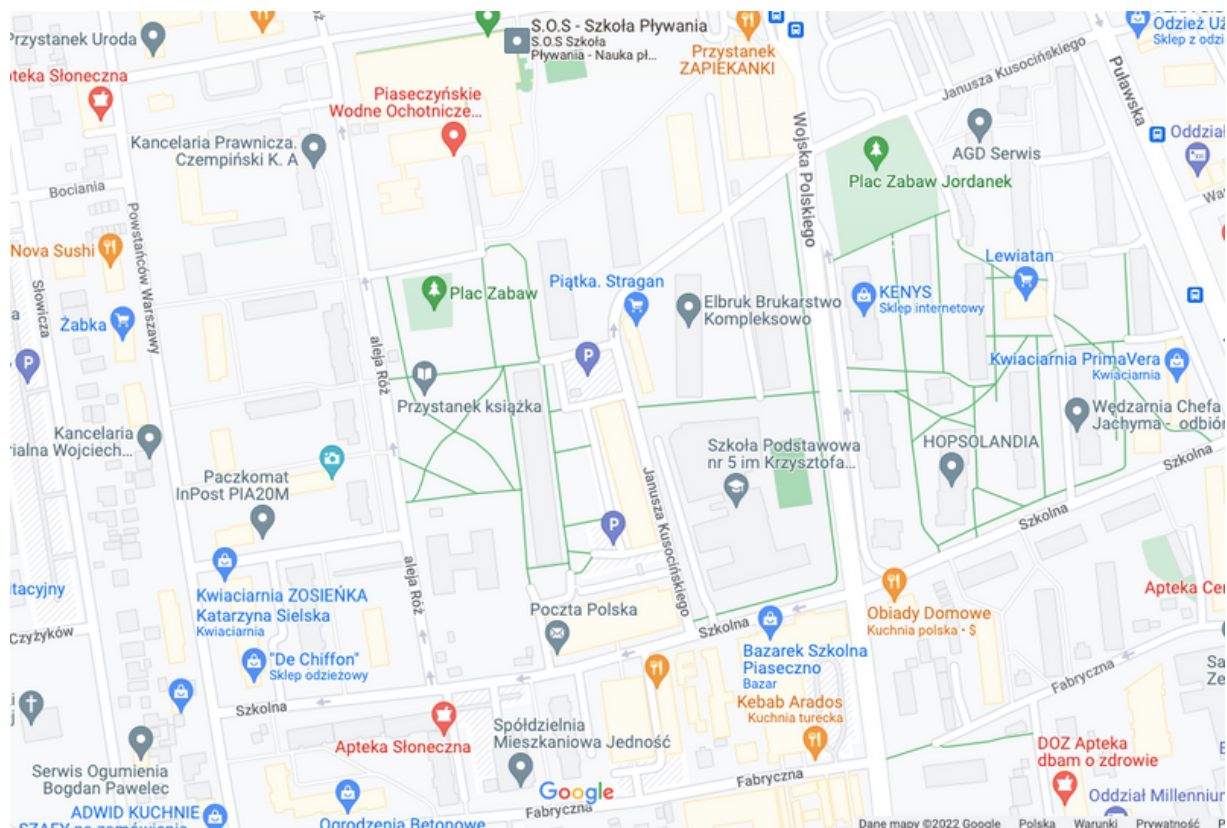 Przystanek Uroda
S.O.S - Szkoła Pływania
S.O.S Szkoła
Pływania - Nauka pł...
Przystanek
ZAPIEKANKI
Odzież Uż
Sklep z odzi
Janusza Kusocińskiego
Puławska
Oddział
pteka Słoneczna
Piaseczyńskie
Wodne Ochotnicze...
Kancelaria Prawnicza.
Czempiński K. A
Wojska Polskiego
AGD Serwis
Plac Zabaw Jordanek
Bociania
Powstańców Warszawy
Nova Sushi
Słowicza
Żabka
P
Plac Zabaw
Piątka. Stragan
Elbruk Brukarstwo
Kompleksowo
KENYS
Sklep internetowy
Lewiatan
Kwiaciarnia PrimaVera
Kwiaciarnia
aleja Róż
P
Przystanek książka
Wędzarnia Chefa
Jachyma - odbiór
Kancelaria
rialna Wojciech...
Paczkomat
InPost PIA20M
Szkoła Podstawowa
nr 5 im Krzysztofa...
HOPSOLANDIA
Szkolna
Szkolna
Janusza Kusocińskiego
P
aleja Róż
itacyjny
Kwiaciarnia ZOSIEŃKA
Katarzyna Sielska
Kwiaciarnia
Czyżyków
Poczta Polska
Szkolna
Obiady Domowe
Kuchnia polska • $
Apteka Cer
Bazarek Szkolna
Piaseczno
Bazar
"De Chiffon"
Sklep odzieżowy
Fabryczna
Szkolna
Kebab Arados
Kuchnia turecka
Apteka Słoneczna
Spółdzielnia
Mieszkaniowa Jedność
DOZ Apteka
dbam o zdrowie
Serwis Ogumienia
Bogdan Pawelec
Google
Fabryczna
Fabryczna
Oddział Millenniu
ADWID KUCHNIE
Ogrodzenia Betonowe
Dane mapy ©2022 Google Polska Warunki Prywatność